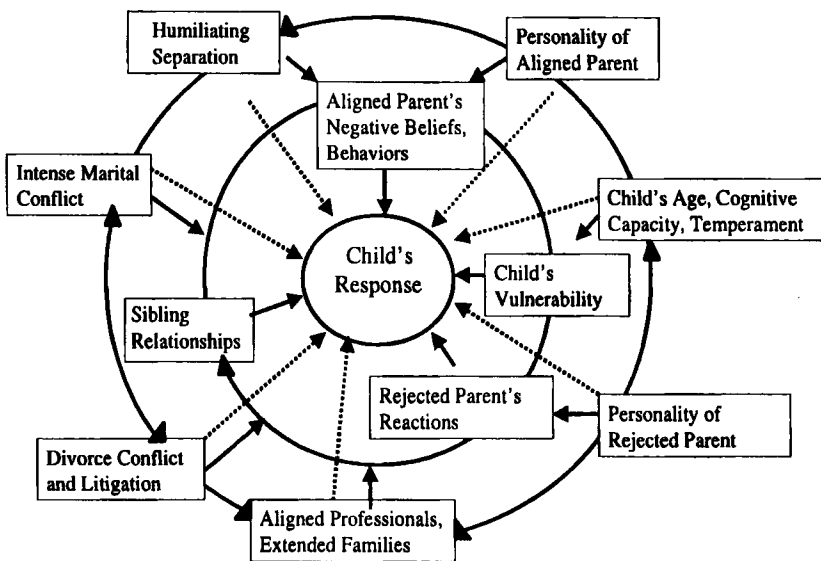 Humiliating
Separation
Personality of
Aligned Parent
Aligned Parent's
Negative Beliefs,
Behaviors
Intense Marital
Conflict
Child's Age, Cognitive
Capacity, Temperament
Child's
Response
Child's
Vulnerability
Sibling
Relationships
Rejected Parent's
Reactions
Personality of
Rejected Parent
Divorce Conflict
and Litigation
Aligned Professionals,
Extended Families